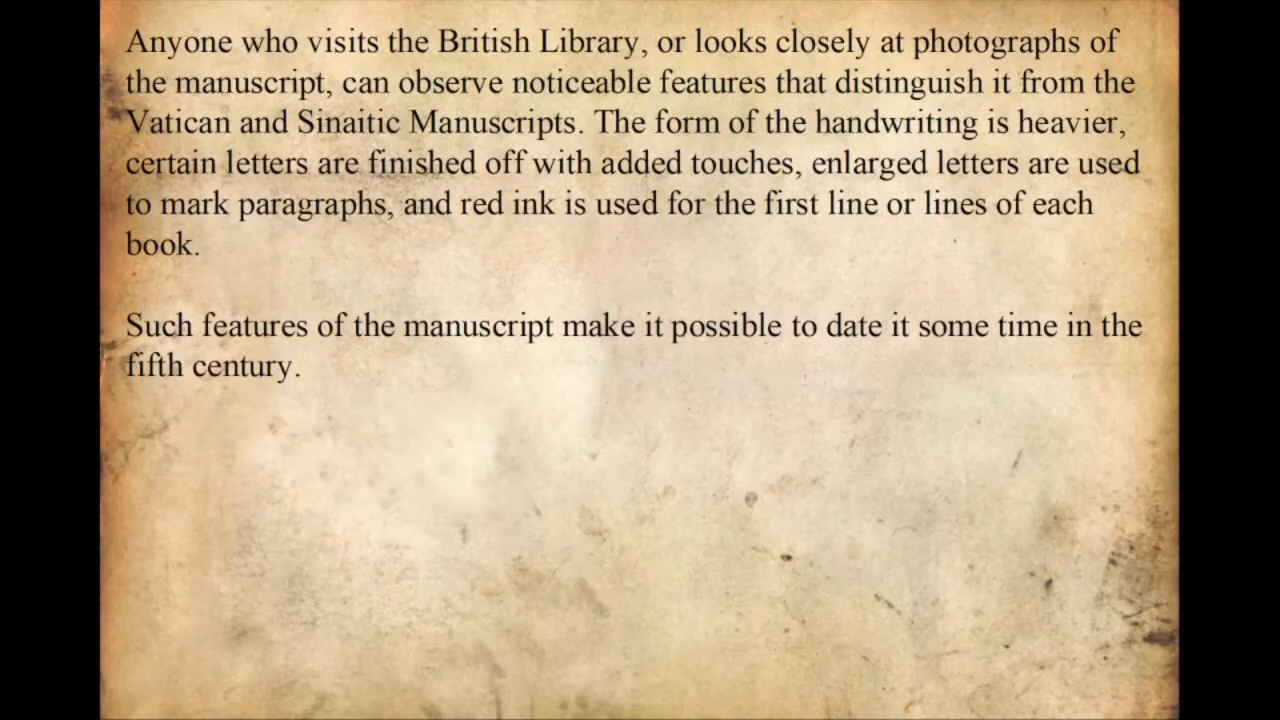 Anyone who visits the British Library, or looks closely at photographs of
the manuscript, can observe noticeable features that distinguish it from the
Vatican and Sinaitic Manuscripts. The form of the handwriting is heavier,
certain letters are finished off with added touches, enlarged letters are used
to mark paragraphs, and red ink is used for the first line or lines of each
book.
Such features of the manuscript make it possible to date it some time in the
fifth century.